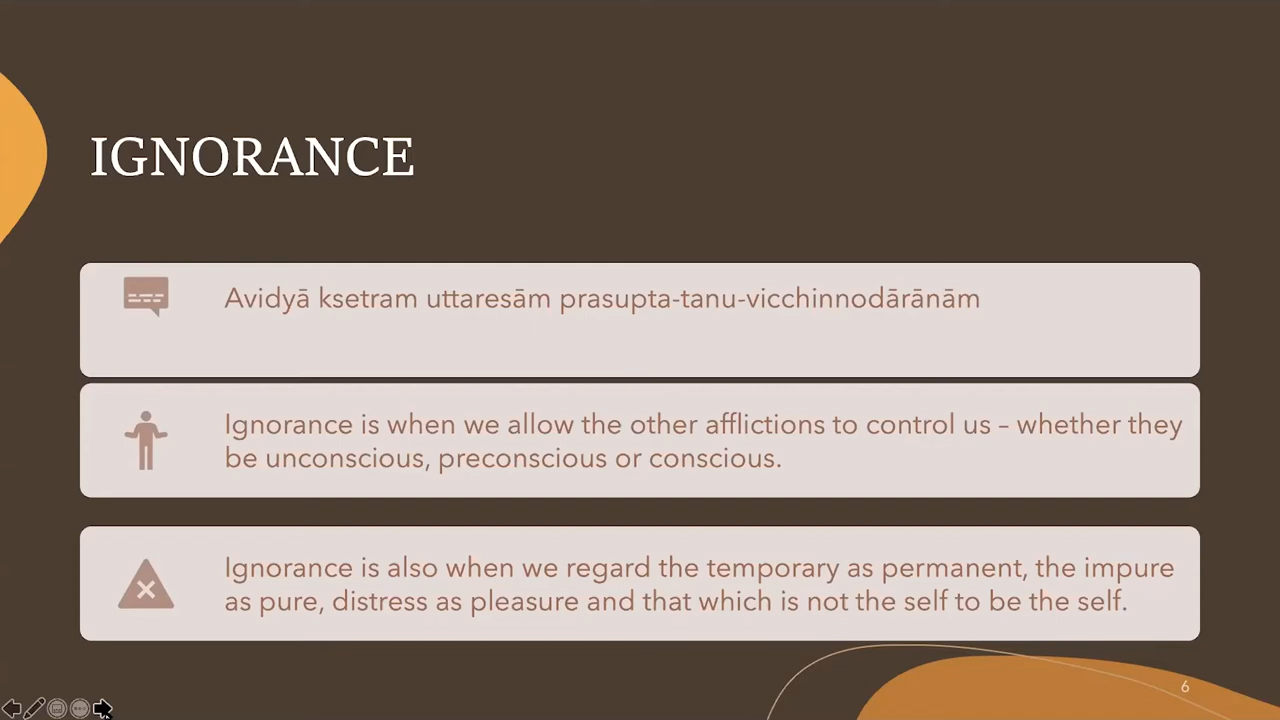 IGNORANCE
Avidyā ksetram uttaresām prasupta-tanu-vicchinnodārānām
Ignorance is when we allow the other afflictions to control us – whether they
be unconscious, preconscious or conscious.
Ignorance is also when we regard the temporary as permanent, the impure
as pure, distress as pleasure and that which is not the self to be the self.
6